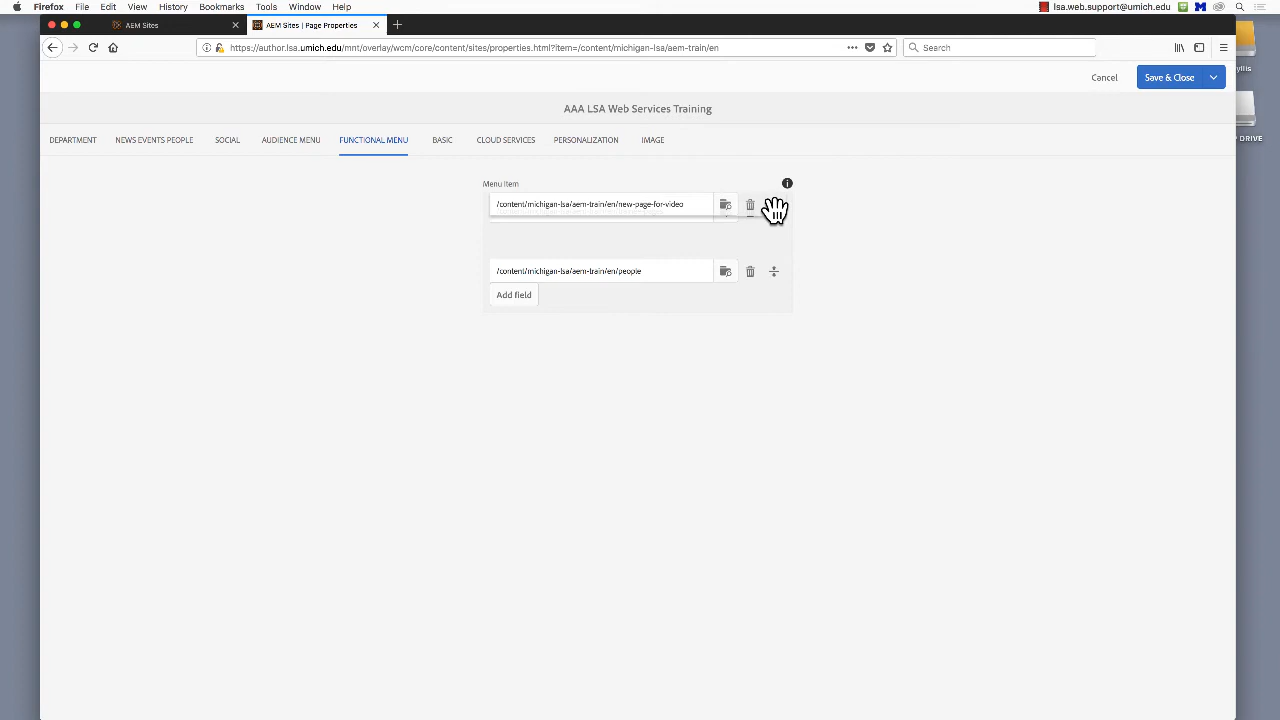 Firefox File Edit View History Bookmarks Tools Window Help lsa.web.support@umich.edu
AEM Sites AEM Sites | Page Properties
https://author.lsa.umich.edu/mnt/overlay/wcm/core/content/sites/properties.html?item=/content/michigan-lsa/aem-train/en Search
Cancel Save & Close
AAA LSA Web Services Training
DEPARTMENT NEWS EVENTS PEOPLE SOCIAL AUDIENCE MENU FUNCTIONAL MENU BASIC CLOUD SERVICES PERSONALIZATION IMAGE
Menu Item
/content/michigan-lsa/aem-train/en/new-page-for-video
/content/michigan-lsa/aem-train/en/people
Add field
DRIVE